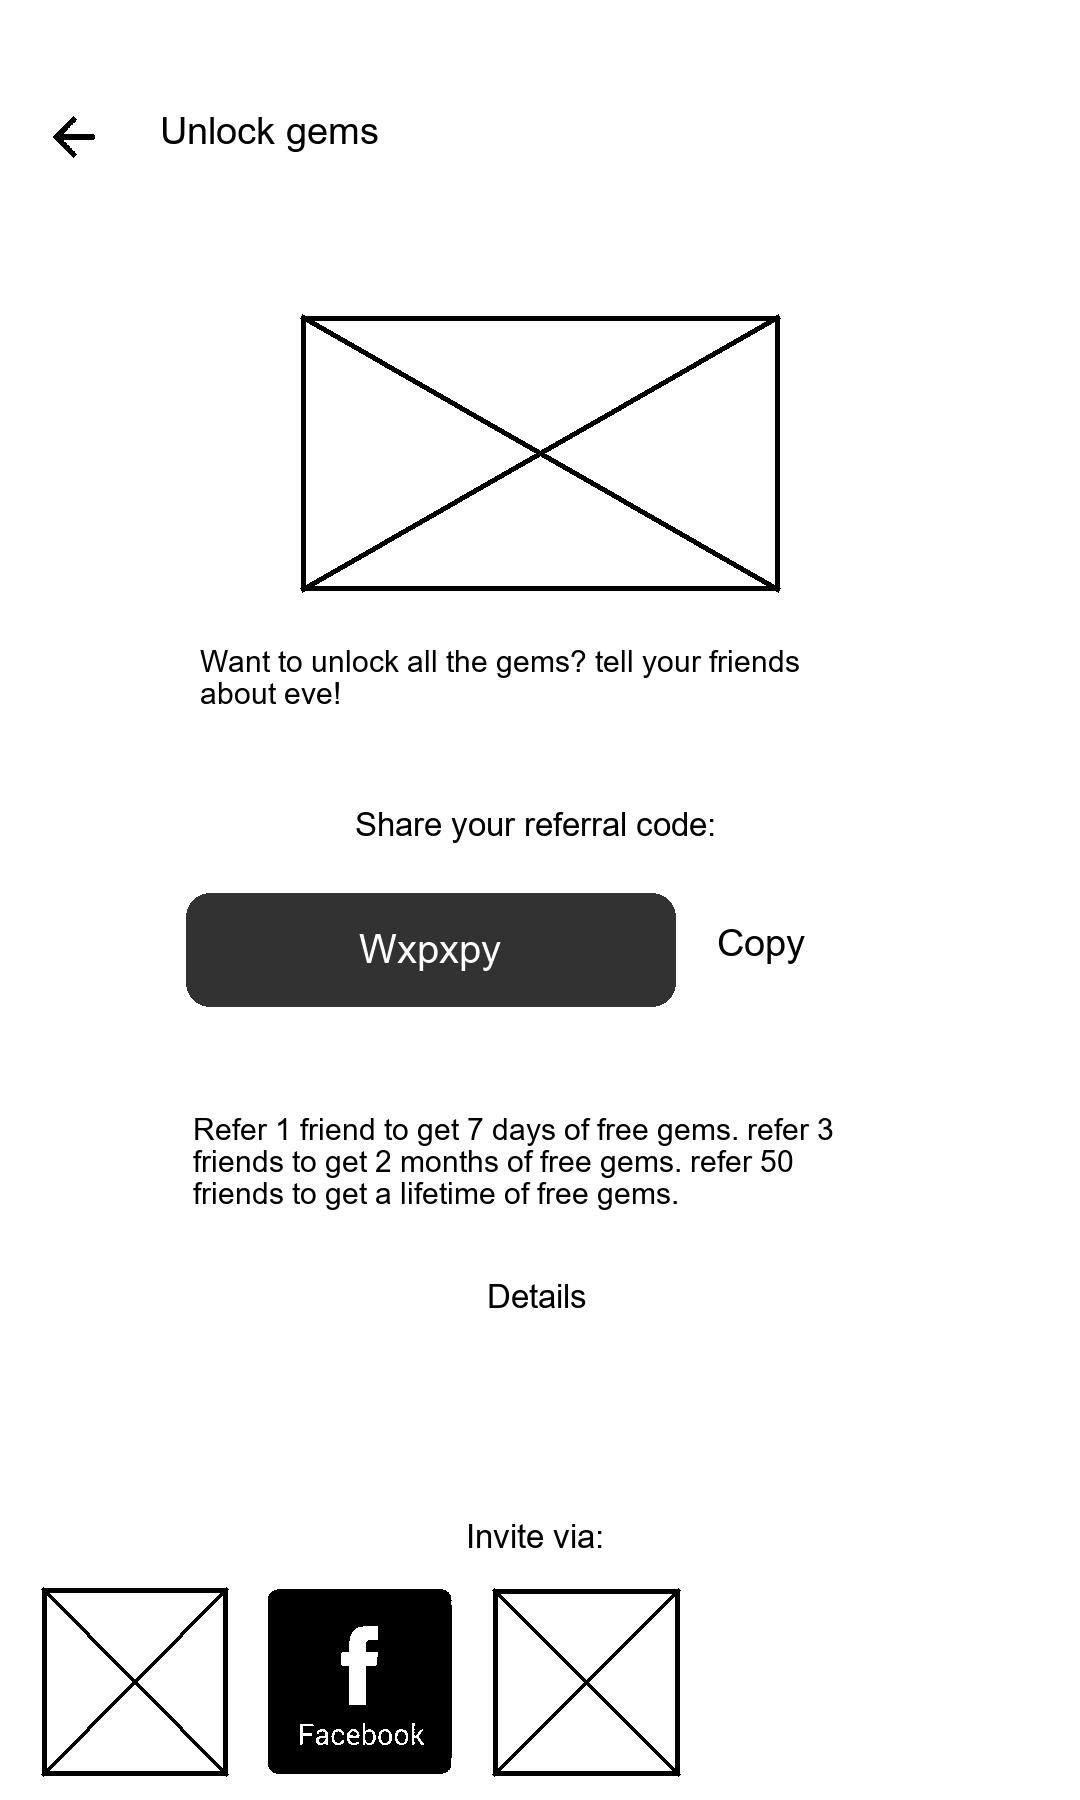 Unlock gems
Want to unlock all the gems? tell your friends
about eve!
Share your referral code:
Wxpxpy
Copy
Refer 1 friend to get 7 days of free gems. refer 3
friends to get 2 months of free gems. refer 50
friends to get a lifetime of free gems.
Details
Invite via:
f
Facebook